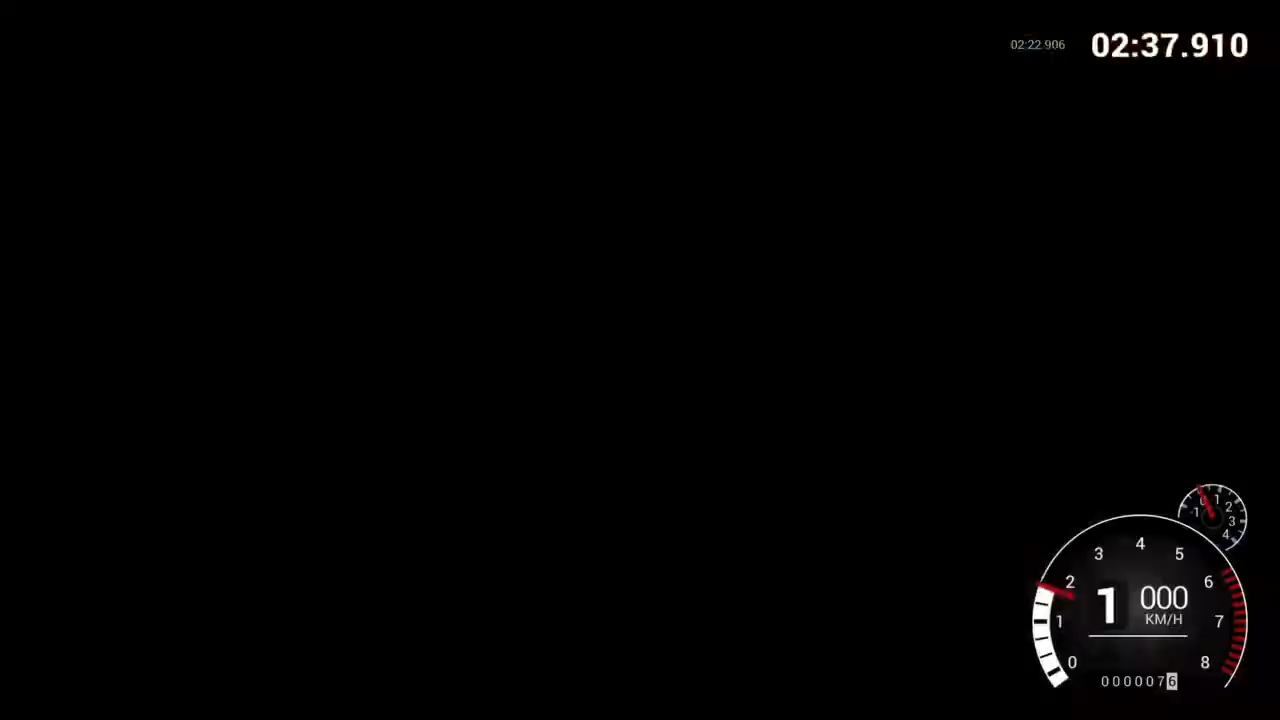 02:22.906 02:37.910
-1 0 1 2 3 4
0 1 2 3 4 5 6 7 8
1 000
KM/H
0000076